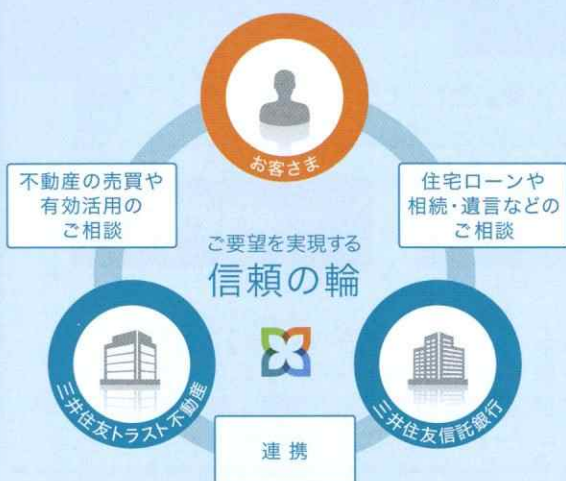 お客さま
不動産の売買や
有効活用の
ご相談
住宅ローンや
相続・遺言などの
ご相談
ご要望を実現する
信頼の輪
三井住友トラスト不動産
三井住友信託銀行
連携